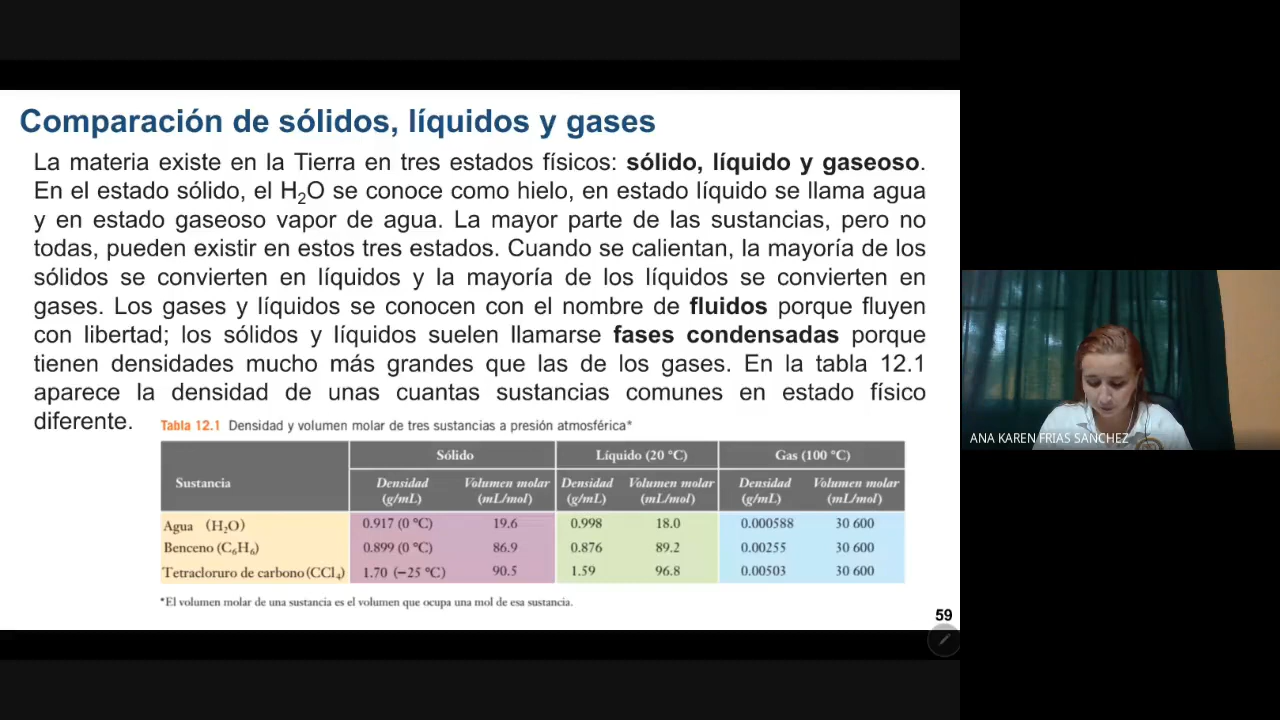 Comparación de sólidos, líquidos y gases
La materia existe en la Tierra en tres estados físicos: sólido, líquido y gaseoso.
En el estado sólido, el H₂O se conoce como hielo, en estado líquido se llama agua
y en estado gaseoso vapor de agua. La mayor parte de las sustancias, pero no
todas, pueden existir en estos tres estados. Cuando se calientan, la mayoría de los
sólidos se convierten en líquidos y la mayoría de los líquidos se convierten en
gases. Los gases y líquidos se conocen con el nombre de fluidos porque fluyen
con libertad; los sólidos y líquidos suelen llamarse fases condensadas porque
tienen densidades mucho más grandes que las de los gases. En la tabla 12.1
aparece la densidad de unas cuantas sustancias comunes en estado físico
diferente.
Tabla 12.1 Densidad y volumen molar de tres sustancias a presión atmosférica*
Sólido Líquido (20 °C) Gas (100 °C)
Sustancia Densidad (g/mL) Volumen molar (mL/mol) Densidad (g/mL) Volumen molar (mL/mol) Densidad (g/mL) Volumen molar (mL/mol)
Agua (H₂O) 0.917 (0 °C) 19.6 0.998 18.0 0.000588 30 600
Benceno (C₆H₆) 0.899 (0 °C) 86.9 0.876 89.2 0.00255 30 600
Tetracloruro de carbono (CCl₄) 1.70 (−25 °C) 90.5 1.59 96.8 0.00503 30 600
*El volumen molar de una sustancia es el volumen que ocupa una mol de esa sustancia.
59
ANA KAREN FRIAS SANCHEZ